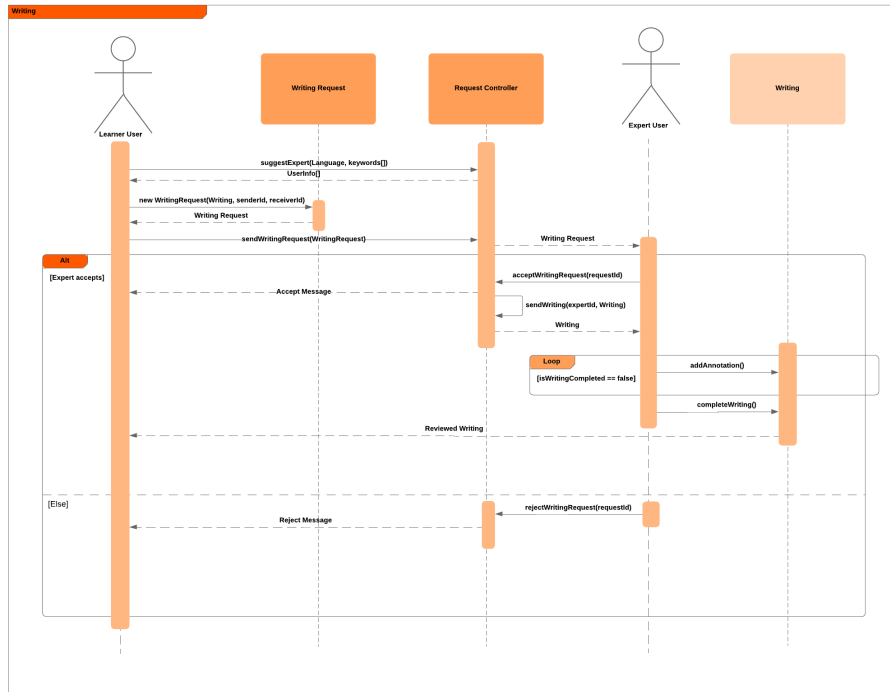 Writing
Learner User
Writing Request
Request Controller
Expert User
Writing
suggestExpert(Language, keywords[])
UserInfo[]
new WritingRequest(Writing, senderId, receiverId)
Writing Request
sendWritingRequest(WritingRequest)
Writing Request
Alt
[Expert accepts]
acceptWritingRequest(requestId)
Accept Message
sendWriting(expertId, Writing)
Writing
Loop
[isWritingCompleted == false]
addAnnotation()
completeWriting()
Reviewed Writing
[Else]
rejectWritingRequest(requestId)
Reject Message